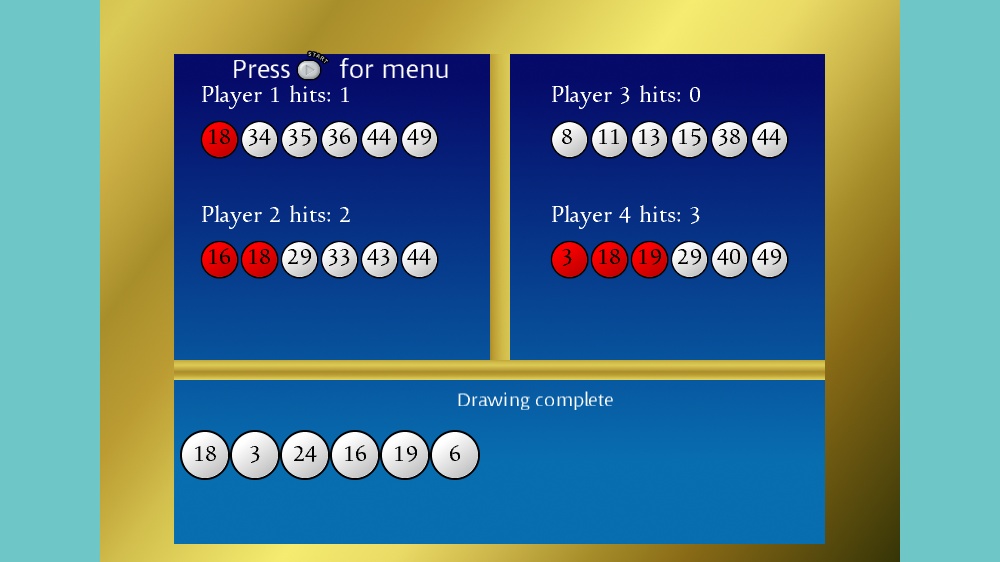 Press START for menu
Player 1 hits: 1
18 34 35 36 44 49
Player 2 hits: 2
16 18 29 33 43 44
Player 3 hits: 0
8 11 13 15 38 44
Player 4 hits: 3
3 18 19 29 40 49
Drawing complete
18 3 24 16 19 6